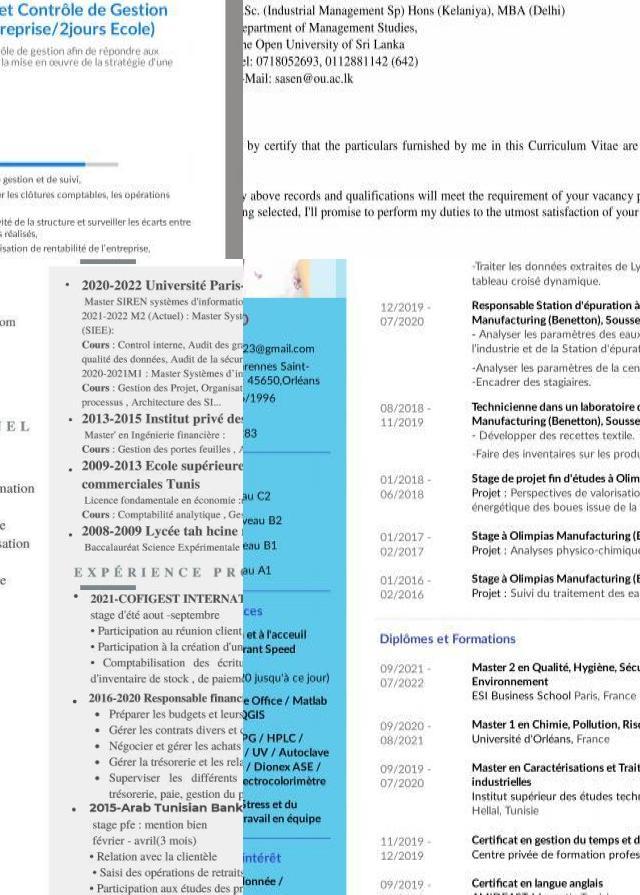 et Contrôle de Gestion
reprise/2jours Ecole)
ôle de gestion afin de répondre aux
la mise en œuvre de la stratégie d'une
gestion et de suivi,
r les clôtures comptables, les opérations
ité de la structure et surveiller les écarts entre
réalisés,
isation de rentabilité de l'entreprise,
.Sc. (Industrial Management Sp) Hons (Kelaniya), MBA (Delhi)
epartment of Management Studies,
he Open University of Sri Lanka
el: 0718052693, 0112881142 (642)
-Mail: sasen@ou.ac.lk
by certify that the particulars furnished by me in this Curriculum Vitae are
y above records and qualifications will meet the requirement of your vacancy p
ng selected, I'll promise to perform my duties to the utmost satisfaction of your
om
NEL
mation
e
sation
e
• 2020-2022 Université Paris-
Master SIREN systèmes d'informatio
2021-2022 M2 (Actuel) : Master Syst
(SIEE):
Cours : Control interne, Audit des gra
qualité des données, Audit de la sécur
2020-2021M1 : Master Systèmes d'in
Cours : Gestion des Projet, Organisat
processus , Architecture des SI...
• 2013-2015 Institut privé de
Master' en Ingénierie financière :
Cours : Gestion des portes feuilles , A
• 2009-2013 Ecole supérieure
commerciales Tunis
Licence fondamentale en économie :
Cours : Comptabilité analytique , Ge
• 2008-2009 Lycée tah hcine
Baccalauréat Science Expérimentale
EXPÉRIENCE PRO
• 2021-COFIGEST INTERNAT
stage d'été aout -septembre
• Participation au réunion client
• Participation à la création d'un
• Comptabilisation des écritu
d'inventaire de stock , de paiem
• 2016-2020 Responsable financ
• Préparer les budgets et leurs
• Gérer les contrats divers et c
• Négocier et gérer les achats
• Gérer la trésorerie et les rela
• Superviser les différents
trésorerie, paie, gestion du p
• 2015-Arab Tunisian Bank
stage pfe : mention bien
février - avril(3 mois)
• Relation avec la clientèle
• Saisi des opérations de retraits
• Participation aux études des pr
23@gmail.com
rennes Saint-
45650,Orléans
/1996
83
au C2
veau B2
eau B1
au A1
ces
et à l'acceuil
rant Speed
(0 jusqu'à ce jour)
e Office / Matlab
QGIS
PG / HPLC /
/ UV / Autoclave
/ Dionex ASE /
ectrocolorimètre
Stress et du
ravail en équipe
intérêt
onnée /
-Traiter les données extraites de Ly
tableau croisé dynamique.
12/2019 -
07/2020
Responsable Station d'épuration à
Manufacturing (Benetton), Sousse
- Analyser les paramètres des eaux
l'industrie et de la Station d'épurat
-Analyser les paramètres de la cen
-Encadrer des stagiaires.
08/2018 -
11/2019
Technicienne dans un laboratoire d
Manufacturing (Benetton), Sousse
- Développer des recettes textile.
-Faire des inventaires sur les produ
01/2018 -
06/2018
Stage de projet fin d'études à Olim
Projet : Perspectives de valorisatio
énergétique des boues issue de la
01/2017 -
02/2017
Stage à Olimpias Manufacturing (B
Projet : Analyses physico-chimique
01/2016 -
02/2016
Stage à Olimpias Manufacturing (B
Projet : Suivi du traitement des ea
Diplômes et Formations
09/2021 -
07/2022
Master 2 en Qualité, Hygiène, Sécu
Environnement
ESI Business School Paris, France
09/2020 -
08/2021
Master 1 en Chimie, Pollution, Riso
Université d'Orléans, France
09/2019 -
07/2020
Master en Caractérisations et Trait
industrielles
Institut supérieur des études techn
Hellal, Tunisie
11/2019 -
12/2019
Certificat en gestion du temps et d
Centre privée de formation profes
09/2019 -
Certificat en langue anglais